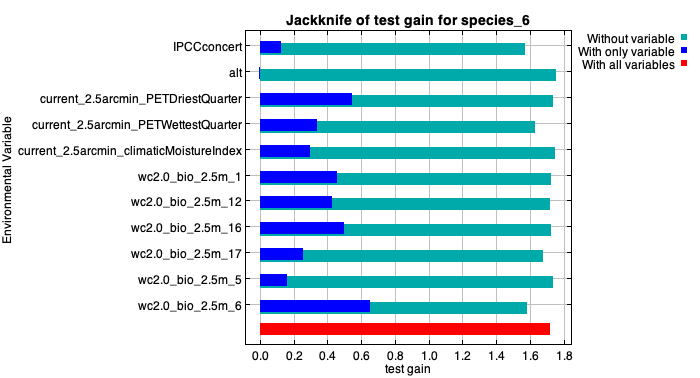 Jackknife of test gain for species_6
Without variable
With only variable
With all variables
Environmental Variable
IPCCconcert
alt
current_2.5arcmin_PETDriestQuarter
current_2.5arcmin_PETWettestQuarter
current_2.5arcmin_climaticMoistureIndex
wc2.0_bio_2.5m_1
wc2.0_bio_2.5m_12
wc2.0_bio_2.5m_16
wc2.0_bio_2.5m_17
wc2.0_bio_2.5m_5
wc2.0_bio_2.5m_6
0.0 0.2 0.4 0.6 0.8 1.0 1.2 1.4 1.6 1.8
test gain